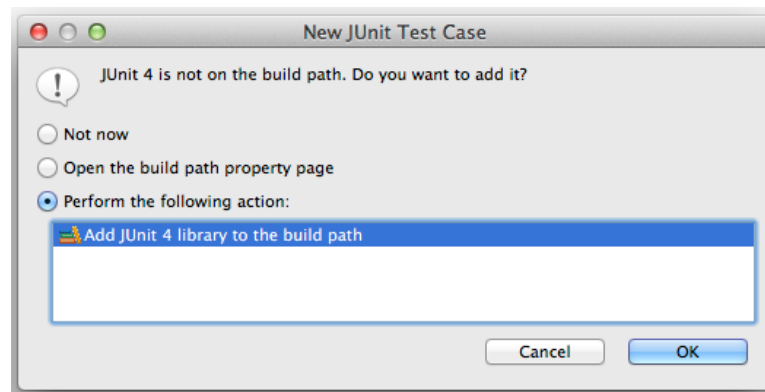 New JUnit Test Case
JUnit 4 is not on the build path. Do you want to add it?
Not now
Open the build path property page
Perform the following action:
Add JUnit 4 library to the build path
Cancel
OK